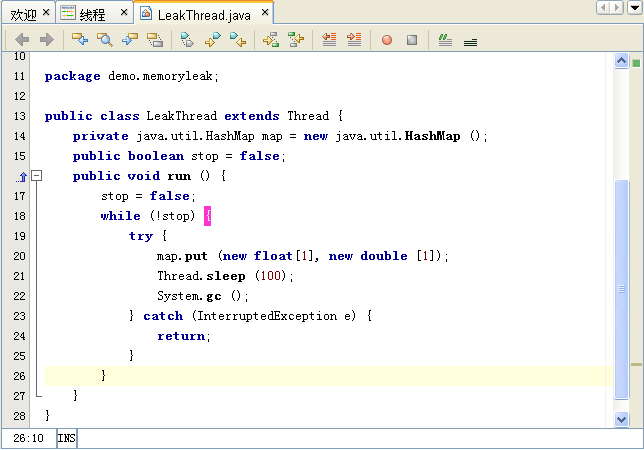 欢迎 × 线程 × LeakThread.java ×
10
11 package demo.memoryleak;
12
13 public class LeakThread extends Thread {
14     private java.util.HashMap map = new java.util.HashMap ();
15     public boolean stop = false;
    public void run () {
17         stop = false;
18         while (!stop) {
19             try {
20                 map.put (new float[1], new double [1]);
21                 Thread.sleep (100);
22                 System.gc ();
23             } catch (InterruptedException e) {
24                 return;
25             }
26         }
27     }
28 }
26:10 INS